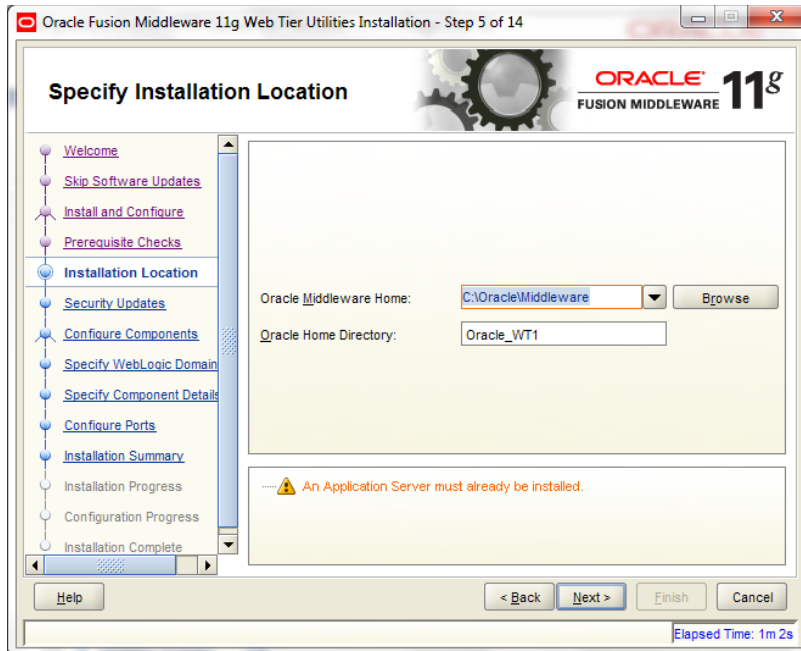 Oracle Fusion Middleware 11g Web Tier Utilities Installation - Step 5 of 14
Specify Installation Location
ORACLE
FUSION MIDDLEWARE 11g
Welcome
Skip Software Updates
Install and Configure
Prerequisite Checks
Installation Location
Security Updates
Configure Components
Specify WebLogic Domain
Specify Component Details
Configure Ports
Installation Summary
Installation Progress
Configuration Progress
Installation Complete
Oracle Middleware Home: C:\Oracle\Middleware Browse
Oracle Home Directory: Oracle_WT1
An Application Server must already be installed.
Help < Back Next > Finish Cancel
Elapsed Time: 1m 2s